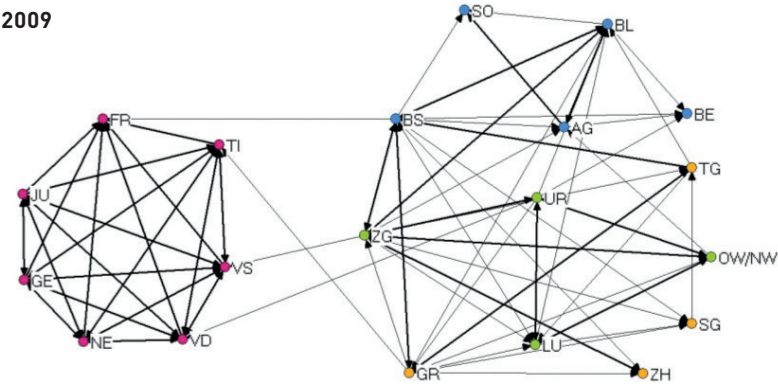 2009
SO
BL
FR
BS
AG
BE
TI
TG
JU
UR
ZG
VS
OW/NW
GE
SG
NE
VD
LU
GR
ZH